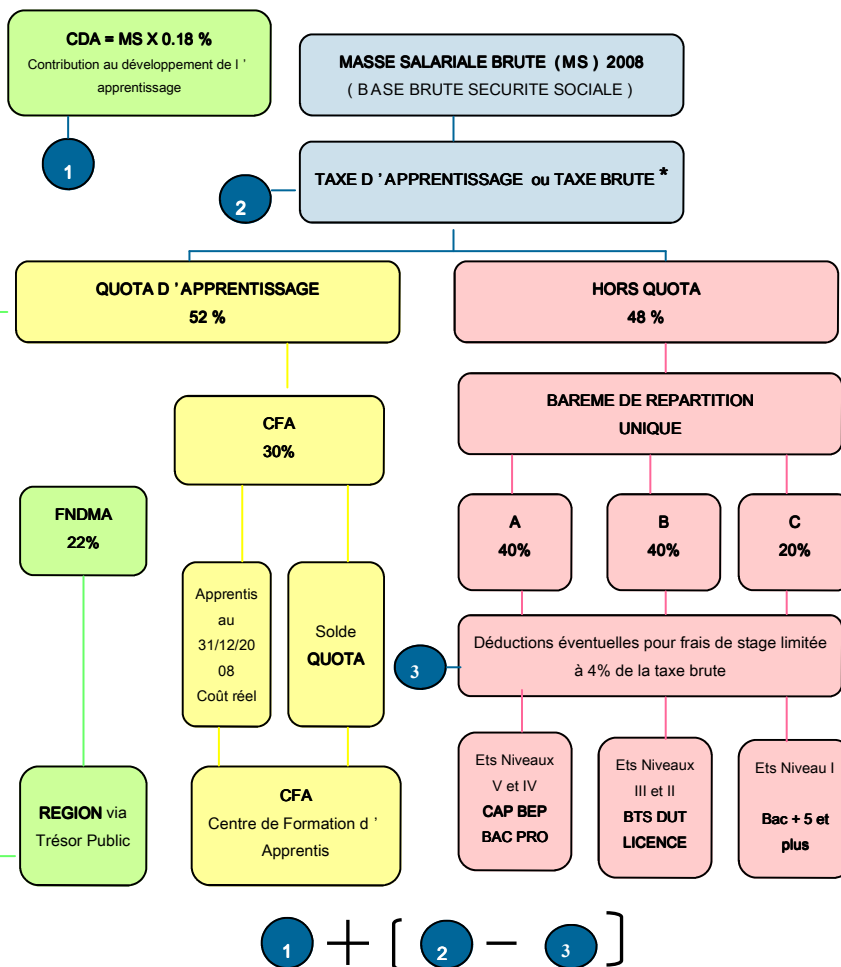 CDA = MS X 0.18 %
Contribution au développement de l ’
apprentissage
MASSE SALARIALE BRUTE (MS ) 2008
( BASE BRUTE SECURITE SOCIALE )
1
2
TAXE D ’ APPRENTISSAGE ou TAXE BRUTE *
QUOTA D ’ APPRENTISSAGE
52 %
HORS QUOTA
48 %
CFA
30%
BAREME DE REPARTITION
UNIQUE
FNDMA
22%
A
40%
B
40%
C
20%
Apprentis
au
31/12/20
08
Coût réel
Solde
QUOTA
3
Déductions éventuelles pour frais de stage limitée
à 4% de la taxe brute
REGION via
Trésor Public
CFA
Centre de Formation d ’
Apprentis
Ets Niveaux
V et IV
CAP BEP
BAC PRO
Ets Niveaux
III et II
BTS DUT
LICENCE
Ets Niveau I
Bac + 5 et
plus
1 + [ 2 − 3 ]